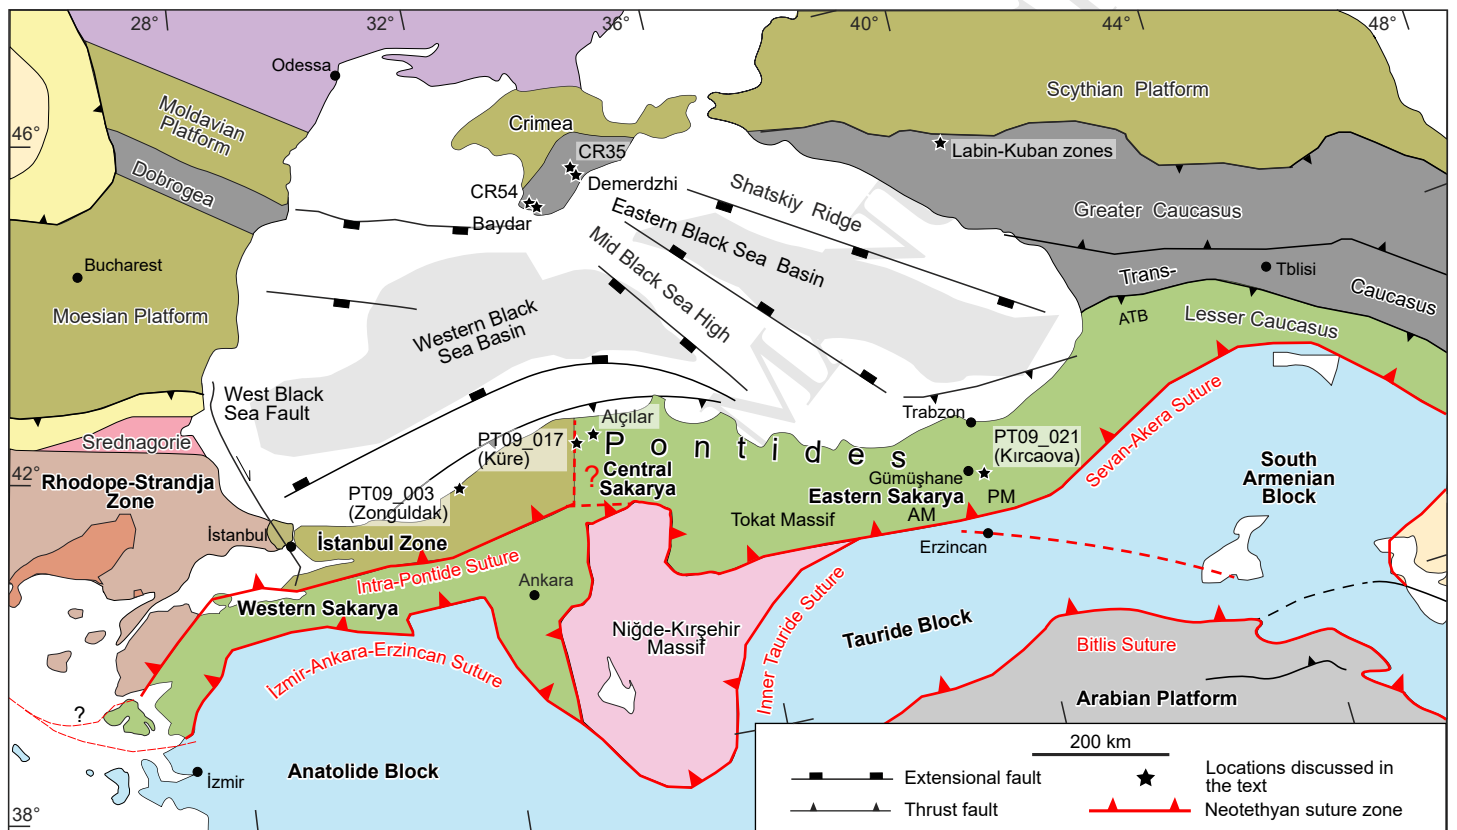 28°
32°
36°
40°
44°
48°
Odessa
Scythian Platform
Moldavian
Platform
Crimea
46°
CR35
Labin-Kuban zones
Dobrogea
Demerdzhi
CR54
Shatskiy Ridge
Baydar
Greater Caucasus
Eastern Black Sea Basin
Mid Black Sea High
Bucharest
Trans-
Tblisi
Caucasus
Moesian Platform
Western Black
Sea Basin
ATB
Lesser Caucasus
West Black
Sea Fault
Srednagorie
Alçılar
Trabzon
Sevan-Akera Suture
PT09_017
(Küre)
Pontides
PT09_021
(Kırcaova)
42°
Rhodope-Strandja
Zone
?
Central
Sakarya
Gümüşhane
South
Armenian
Block
PT09_003
(Zonguldak)
Eastern Sakarya
PM
AM
Tokat Massif
İstanbul
İstanbul Zone
Erzincan
Intra-Pontide Suture
Ankara
Western Sakarya
Niğde-Kırşehir
Massif
Tauride Block
Inner Tauride Suture
Bitlis Suture
İzmir-Ankara-Erzincan Suture
Arabian Platform
?
İzmir
Anatolide Block
38°
200 km
Extensional fault
Locations discussed in
the text
Thrust fault
Neotethyan suture zone